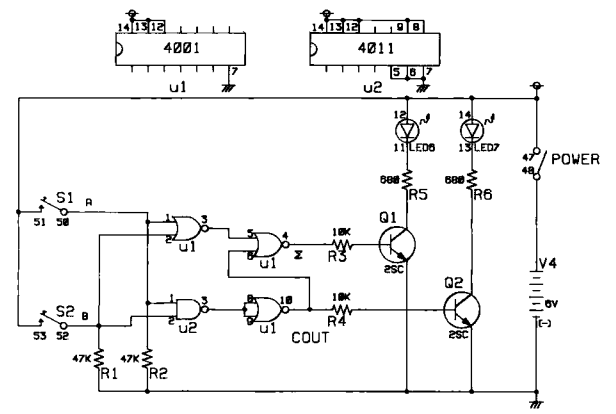 14 13 12
4001
7
u1
9 8
14 13 12
4011
5 6 7
u2
12
11 LED6
14
13 LED7
47
48
POWER
680
R5
680
R6
S1
A
51 50
1
2
3
u1
5
6
4
u1
Σ
10K
R3
Q1
2SC
S2
B
53 52
1
2
3
u2
8
9
10
u1
COUT
10K
R4
Q2
2SC
V4
6V
(-)
47K
R1
47K
R2